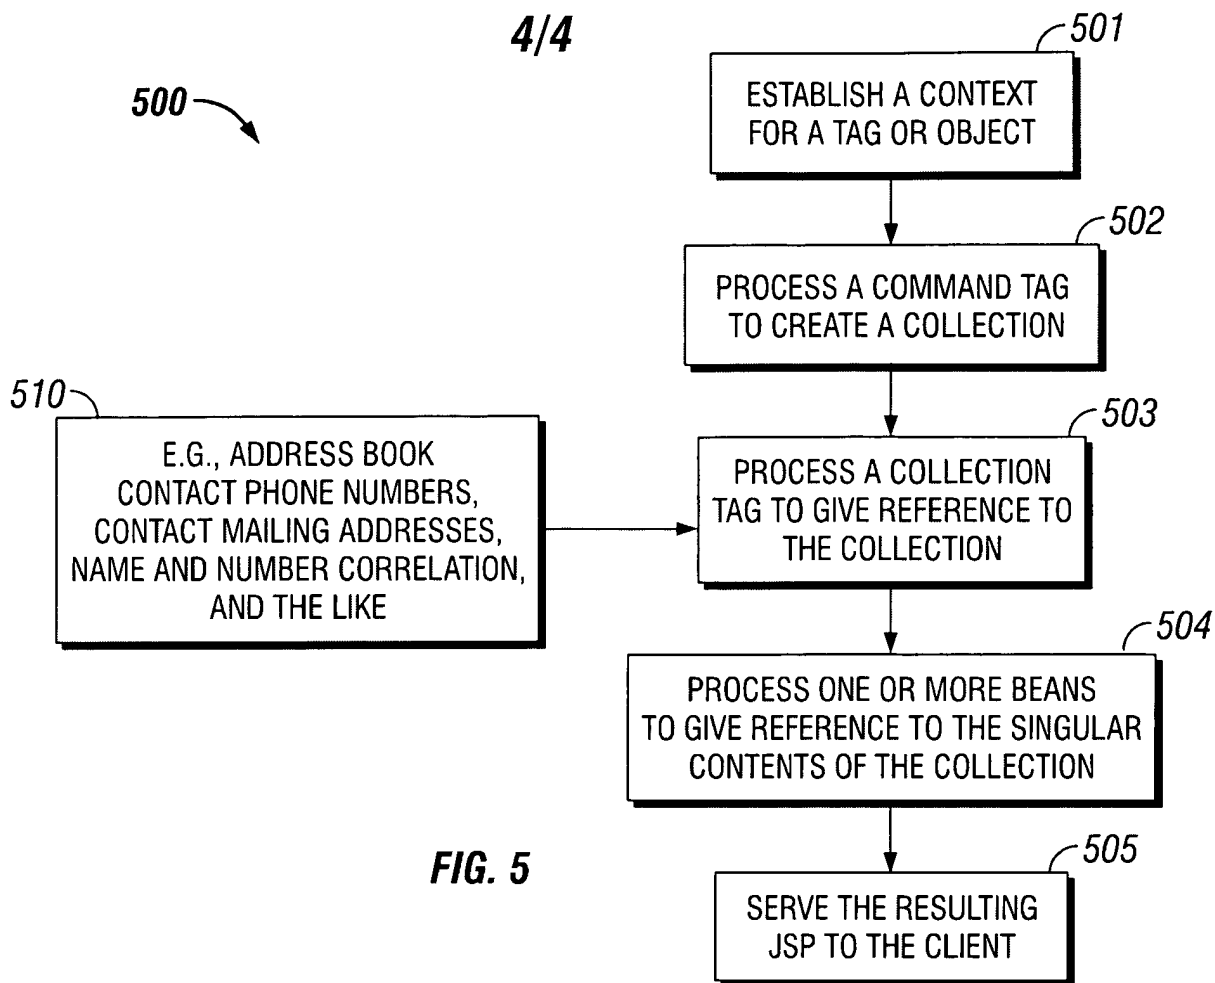 4/4
500
501
ESTABLISH A CONTEXT
FOR A TAG OR OBJECT
502
PROCESS A COMMAND TAG
TO CREATE A COLLECTION
510
E.G., ADDRESS BOOK
CONTACT PHONE NUMBERS,
CONTACT MAILING ADDRESSES,
NAME AND NUMBER CORRELATION,
AND THE LIKE
503
PROCESS A COLLECTION
TAG TO GIVE REFERENCE TO
THE COLLECTION
504
PROCESS ONE OR MORE BEANS
TO GIVE REFERENCE TO THE SINGULAR
CONTENTS OF THE COLLECTION
505
SERVE THE RESULTING
JSP TO THE CLIENT
FIG. 5